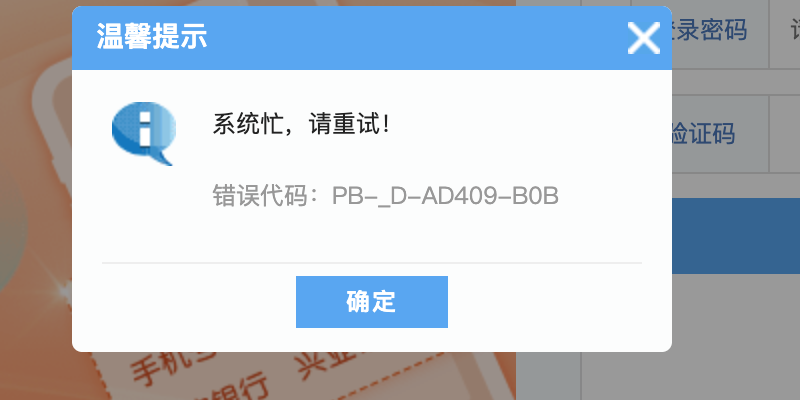 温馨提示
登录密码
系统忙，请重试！
验证码
错误代码：PB-_D-AD409-B0B
确定
手机
银行
兴业